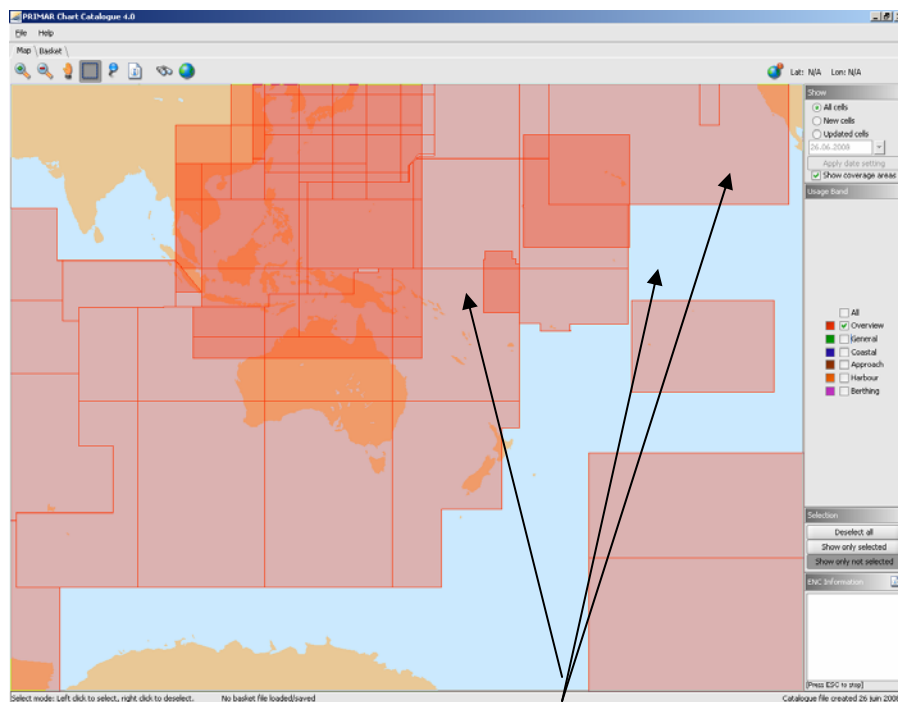 PRIMAR Chart Catalogue 4.0
File Help
Map Basket
Lat: N/A Lon: N/A
Show
All cells
New cells
Updated cells
26.06.2008
Apply date setting
Show coverage areas
Usage Band
All
Overview
General
Coastal
Approach
Harbour
Berthing
Selection
Deselect all
Show only selected
Show only not selected
ENC Information
[Press ESC to stop]
Select mode: Left click to select, right click to deselect. No basket file loaded/saved Catalogue file created 26 juin 2008